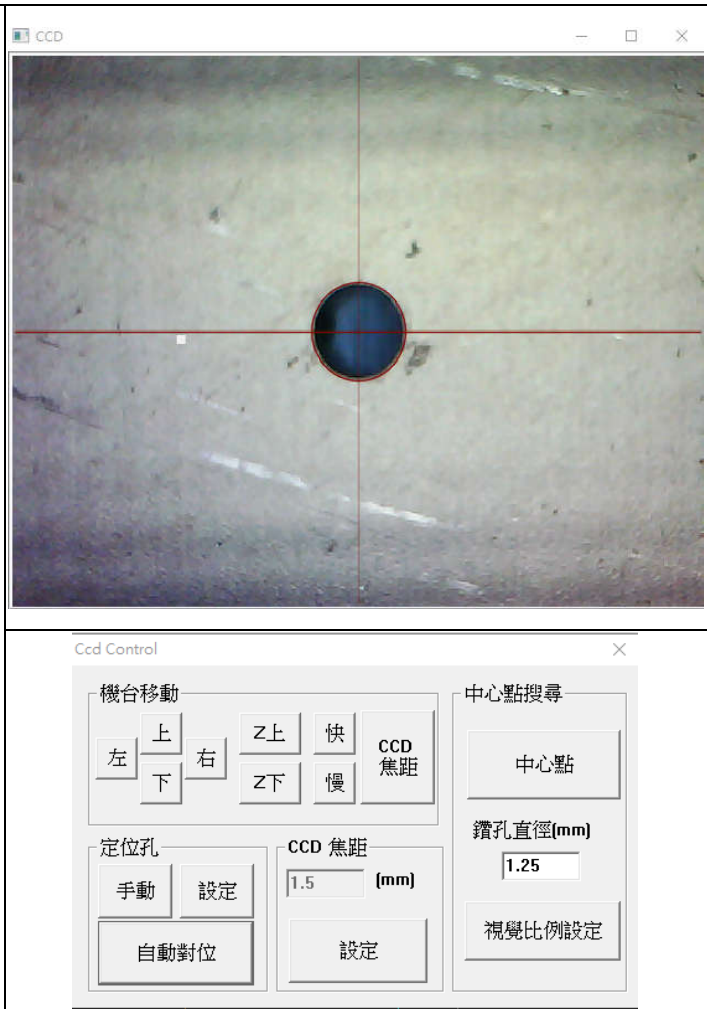 CCD
Ccd Control
機台移動
左
上
下
右
Z上
Z下
快
慢
CCD
焦距
定位孔
手動
設定
自動對位
CCD 焦距
1.5
(mm)
設定
中心點搜尋
中心點
鑽孔直徑(mm)
1.25
視覺比例設定